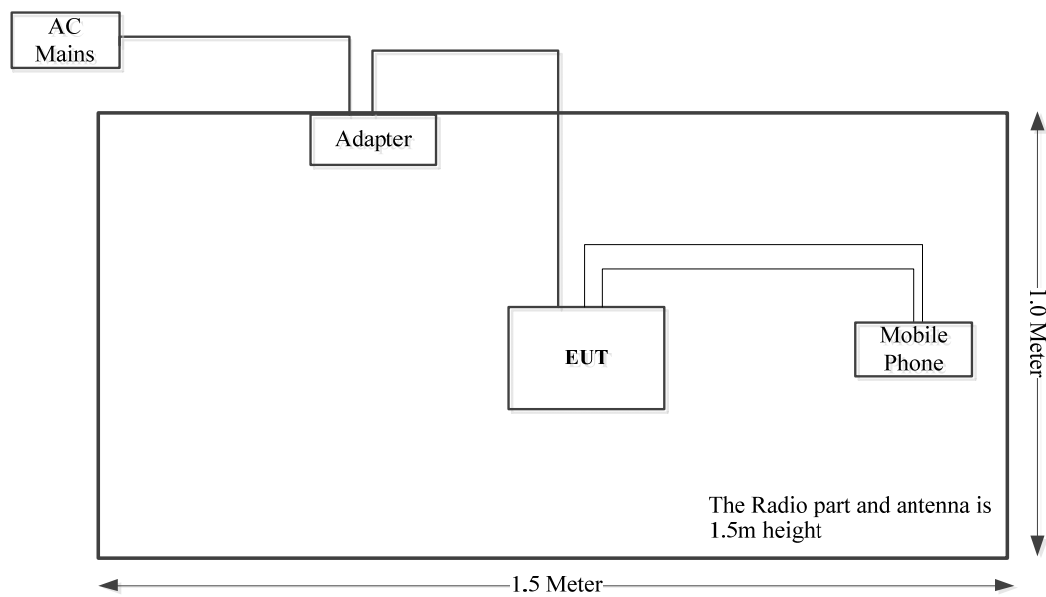 AC
Mains
Adapter
EUT
Mobile
Phone
1.0 Meter
The Radio part and antenna is
1.5m height
1.5 Meter